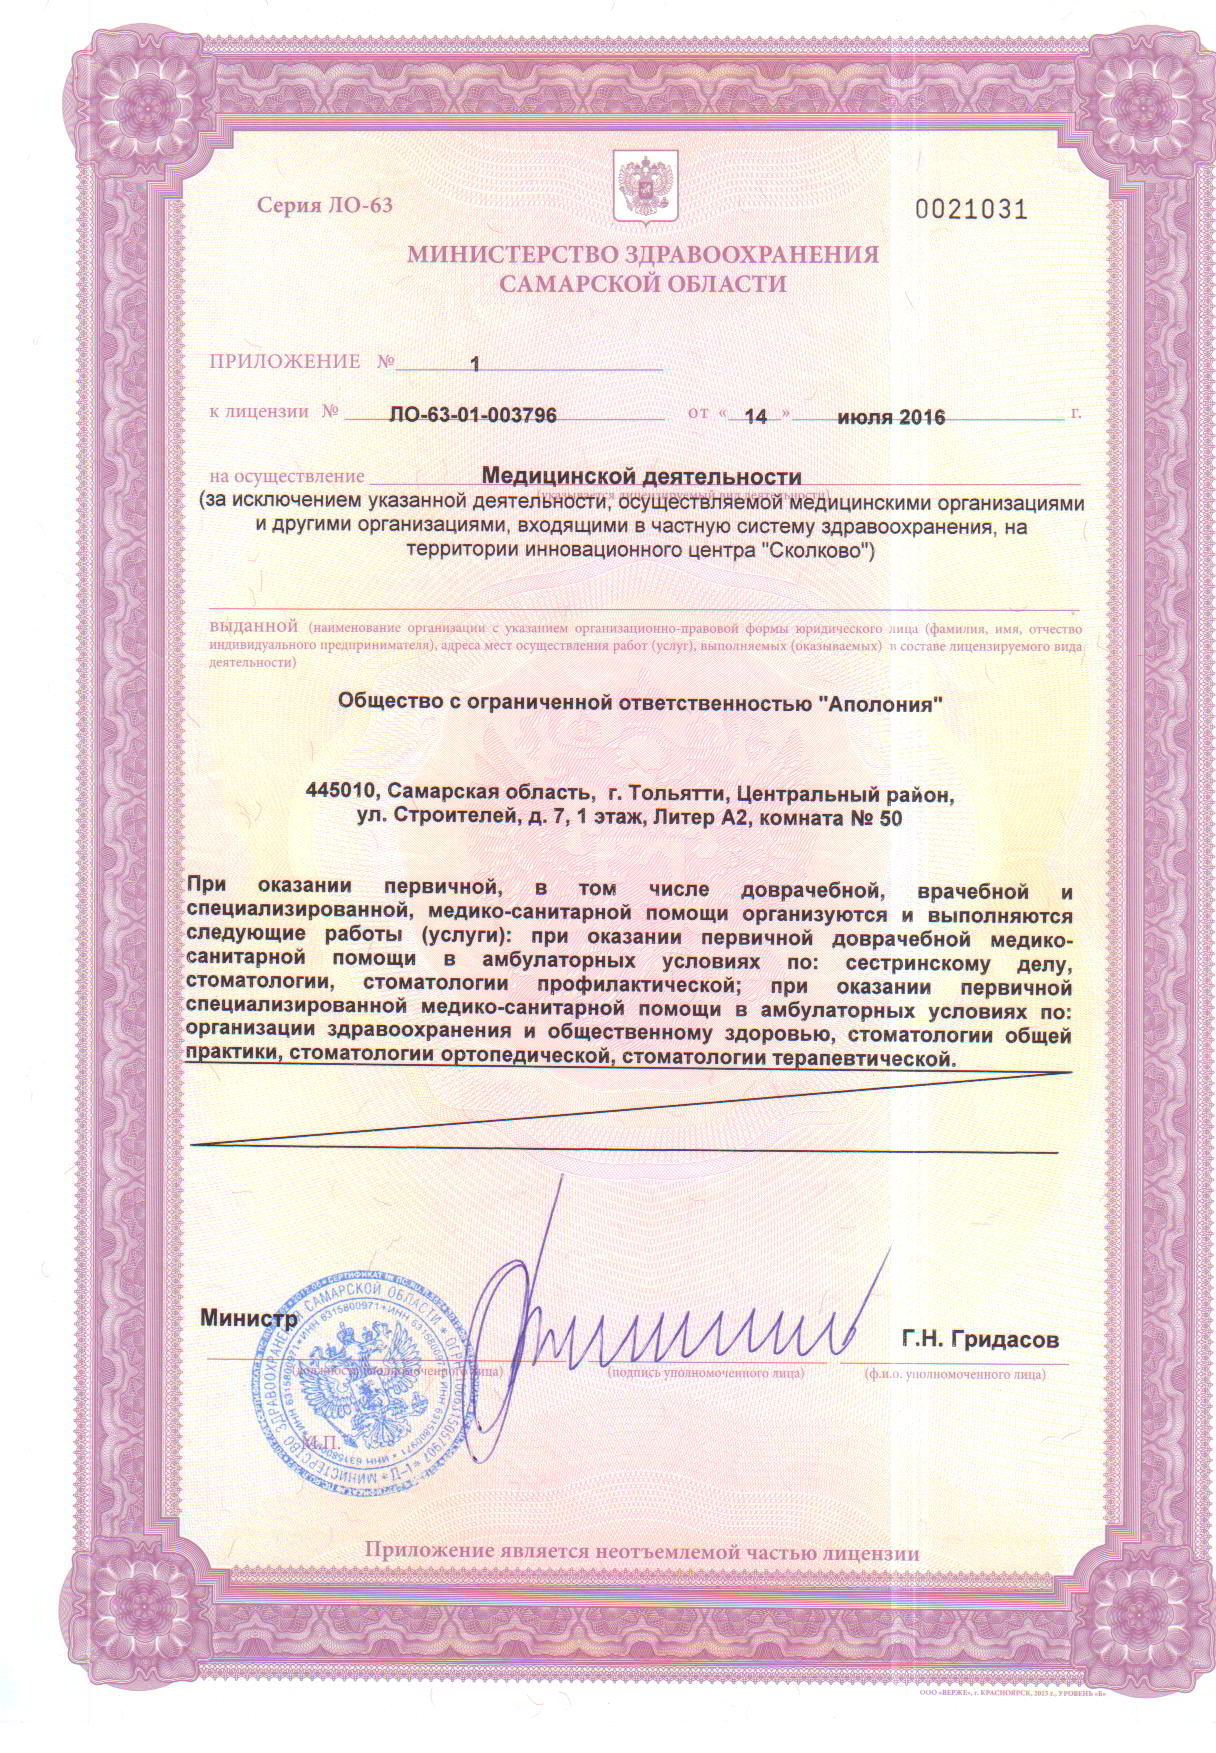 Серия ЛО-63
0021031
МИНИСТЕРСТВО ЗДРАВООХРАНЕНИЯ
САМАРСКОЙ ОБЛАСТИ
ПРИЛОЖЕНИЕ № 1
к лицензии № ЛО-63-01-003796 от « 14 » июля 2016 г.
на осуществление Медицинской деятельности
(указывается лицензируемый вид деятельности)
(за исключением указанной деятельности, осуществляемой медицинскими организациями
и другими организациями, входящими в частную систему здравоохранения, на
территории инновационного центра "Сколково")
выданной (наименование организации с указанием организационно-правовой формы юридического лица (фамилия, имя, отчество
индивидуального предпринимателя), адреса мест осуществления работ (услуг), выполняемых (оказываемых) в составе лицензируемого вида
деятельности)
Общество с ограниченной ответственностью "Аполония"
445010, Самарская область, г. Тольятти, Центральный район,
ул. Строителей, д. 7, 1 этаж, Литер А2, комната № 50
При оказании первичной, в том числе доврачебной, врачебной и
специализированной, медико-санитарной помощи организуются и выполняются
следующие работы (услуги): при оказании первичной доврачебной медико-
санитарной помощи в амбулаторных условиях по: сестринскому делу,
стоматологии, стоматологии профилактической; при оказании первичной
специализированной медико-санитарной помощи в амбулаторных условиях по:
организации здравоохранения и общественному здоровью, стоматологии общей
практики, стоматологии ортопедической, стоматологии терапевтической.
Министр
Г.Н. Гридасов
(должность уполномоченного лица)
(подпись уполномоченного лица)
(ф.и.о. уполномоченного лица)
М.П.
МИНИСТЕРСТВО ЗДРАВООХРАНЕНИЯ САМАРСКОЙ ОБЛАСТИ * ОГРН
* ИНН 6315800971 * ИНН 6315800971 * ИНН 6315800971
Приложение является неотъемлемой частью лицензии
ООО «ВЕРЖЕ», г. КРАСНОЯРСК, 2015 г., УРОВЕНЬ «Б»